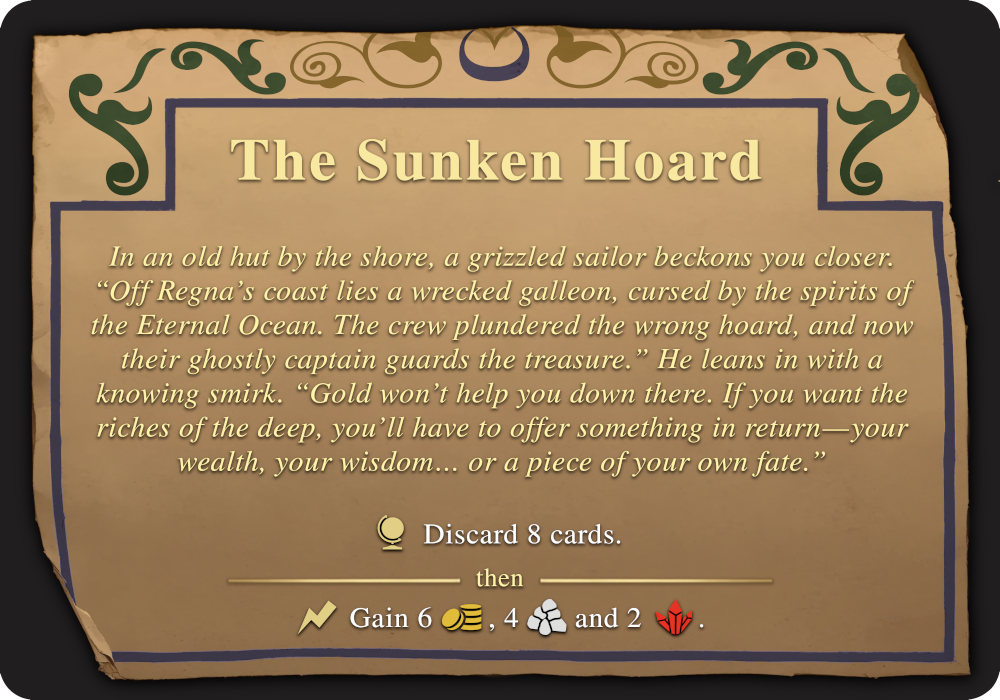 The Sunken Hoard
In an old hut by the shore, a grizzled sailor beckons you closer.
“Off Regna’s coast lies a wrecked galleon, cursed by the spirits of
the Eternal Ocean. The crew plundered the wrong hoard, and now
their ghostly captain guards the treasure.” He leans in with a
knowing smirk. “Gold won’t help you down there. If you want the
riches of the deep, you’ll have to offer something in return—your
wealth, your wisdom… or a piece of your own fate.”
Discard 8 cards.
then
Gain 6 , 4 and 2 .